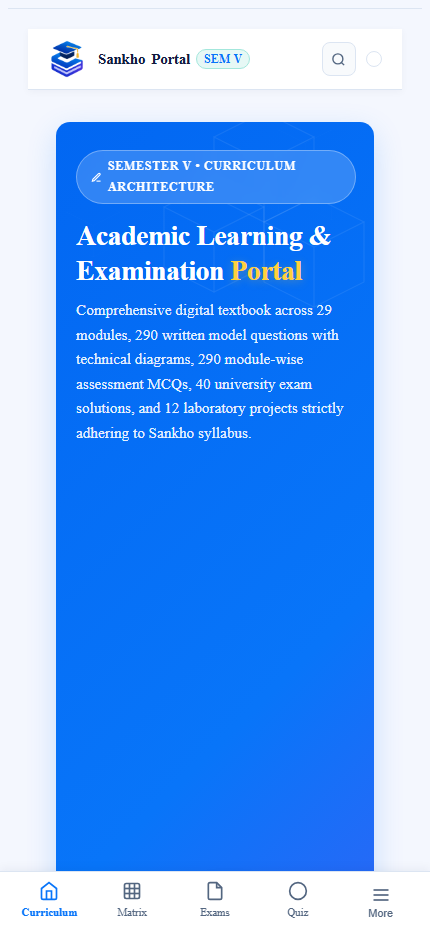 Sankho Portal SEM V
SEMESTER V • CURRICULUM
ARCHITECTURE
Academic Learning &
Examination Portal
Comprehensive digital textbook across 29
modules, 290 written model questions with
technical diagrams, 290 module-wise
assessment MCQs, 40 university exam
solutions, and 12 laboratory projects strictly
adhering to Sankho syllabus.
Curriculum Matrix Exams Quiz More